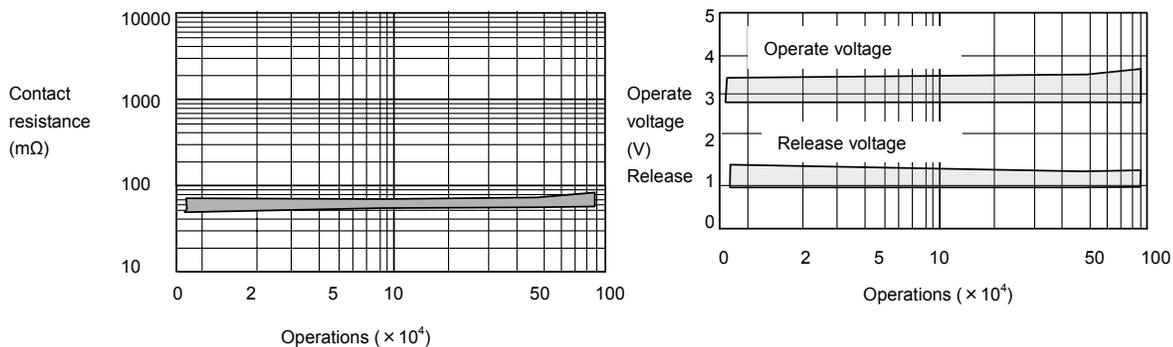 10000
1000
100
10
Contact
resistance
(mΩ)
0 2 5 10 50 100
Operations ( × 10⁴)
5
4
3
2
1
0
Operate
voltage
(V)
Release
Operate voltage
Release voltage
0 2 5 10 50 100
Operations ( × 10⁴)